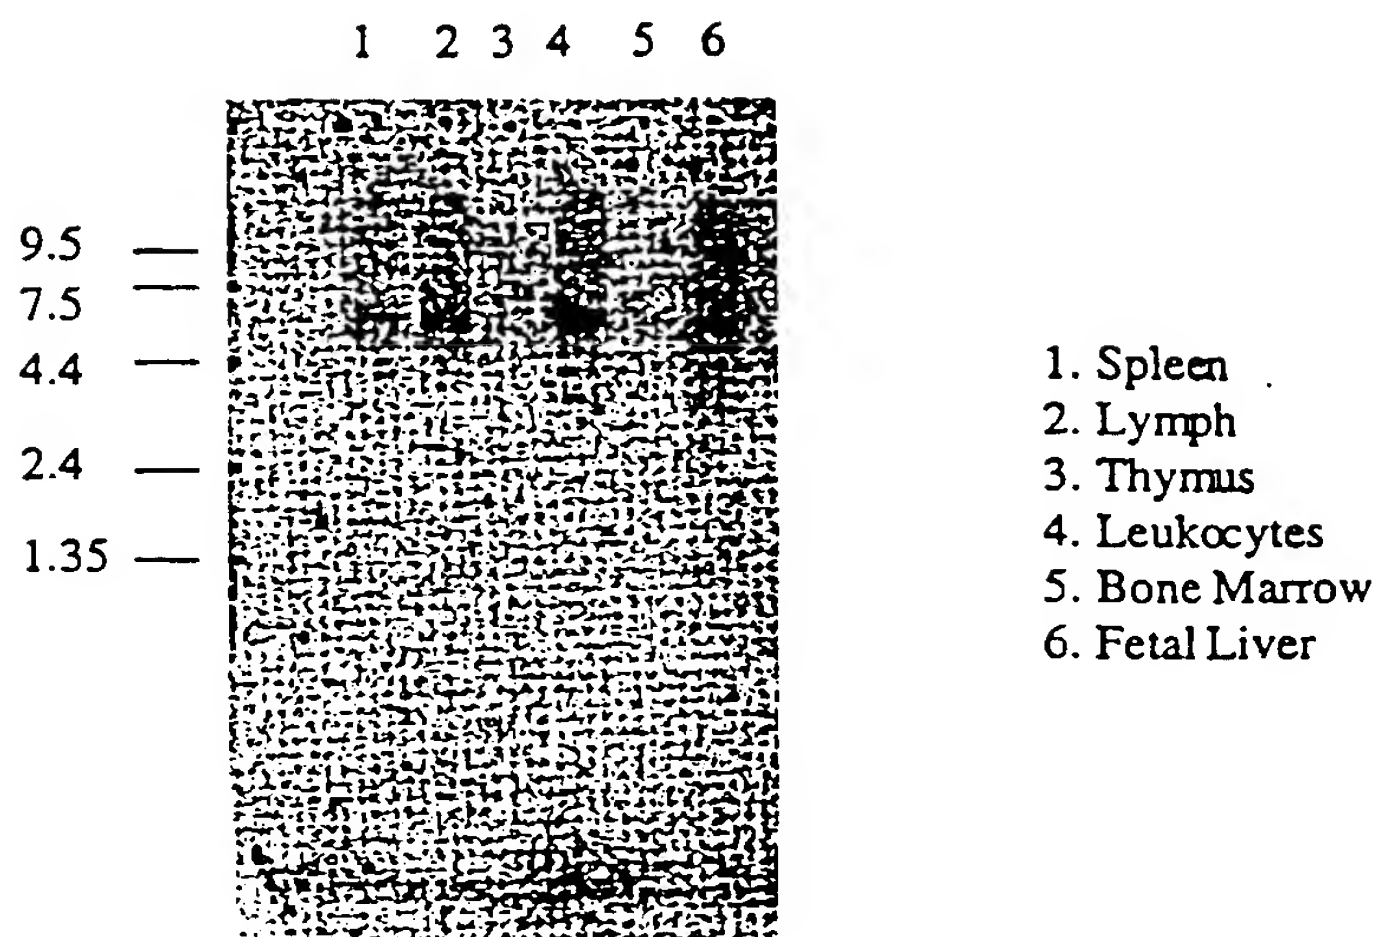 1 2 3 4 5 6
9.5
7.5
4.4
2.4
1.35
1. Spleen
2. Lymph
3. Thymus
4. Leukocytes
5. Bone Marrow
6. Fetal Liver